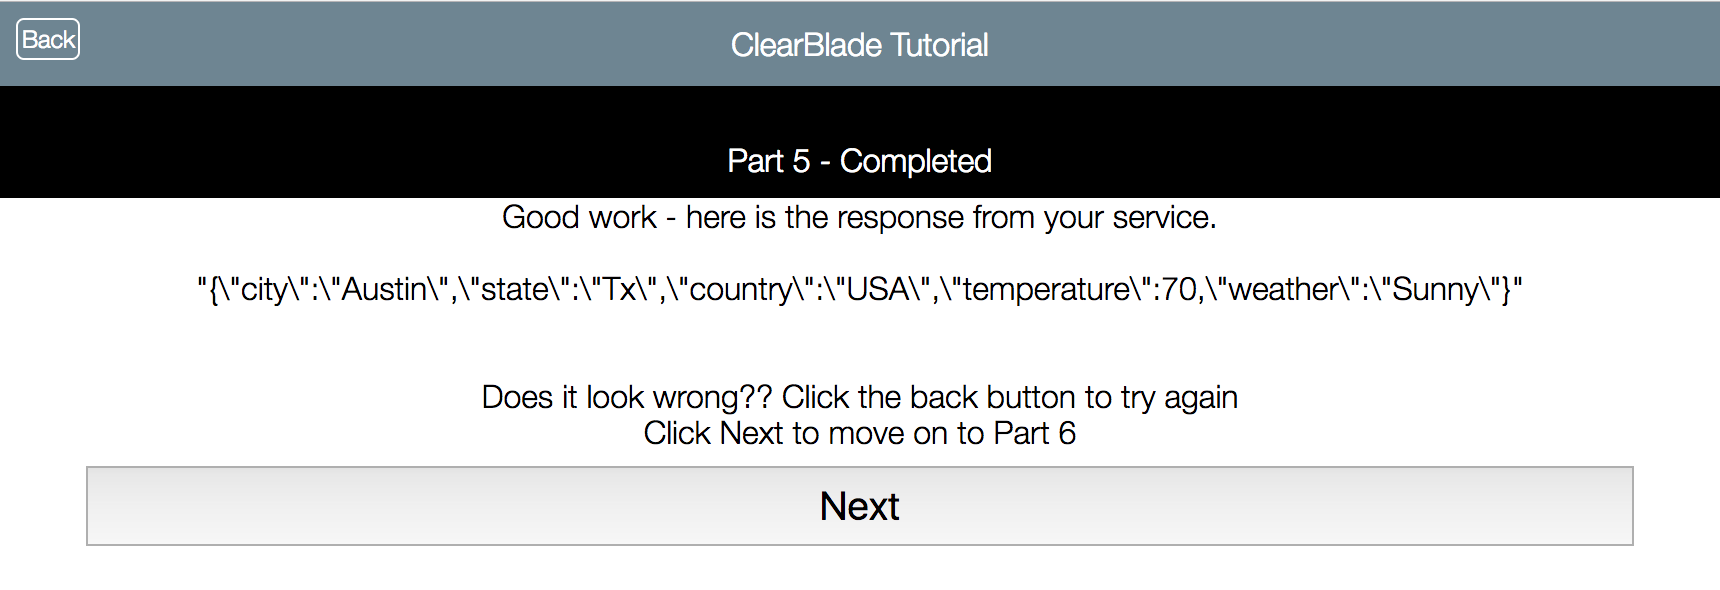 Back
ClearBlade Tutorial
Part 5 - Completed
Good work - here is the response from your service.
"{\"city\":\"Austin\",\"state\":\"Tx\",\"country\":\"USA\",\"temperature\":70,\"weather\":\"Sunny\"}"
Does it look wrong?? Click the back button to try again
Click Next to move on to Part 6
Next